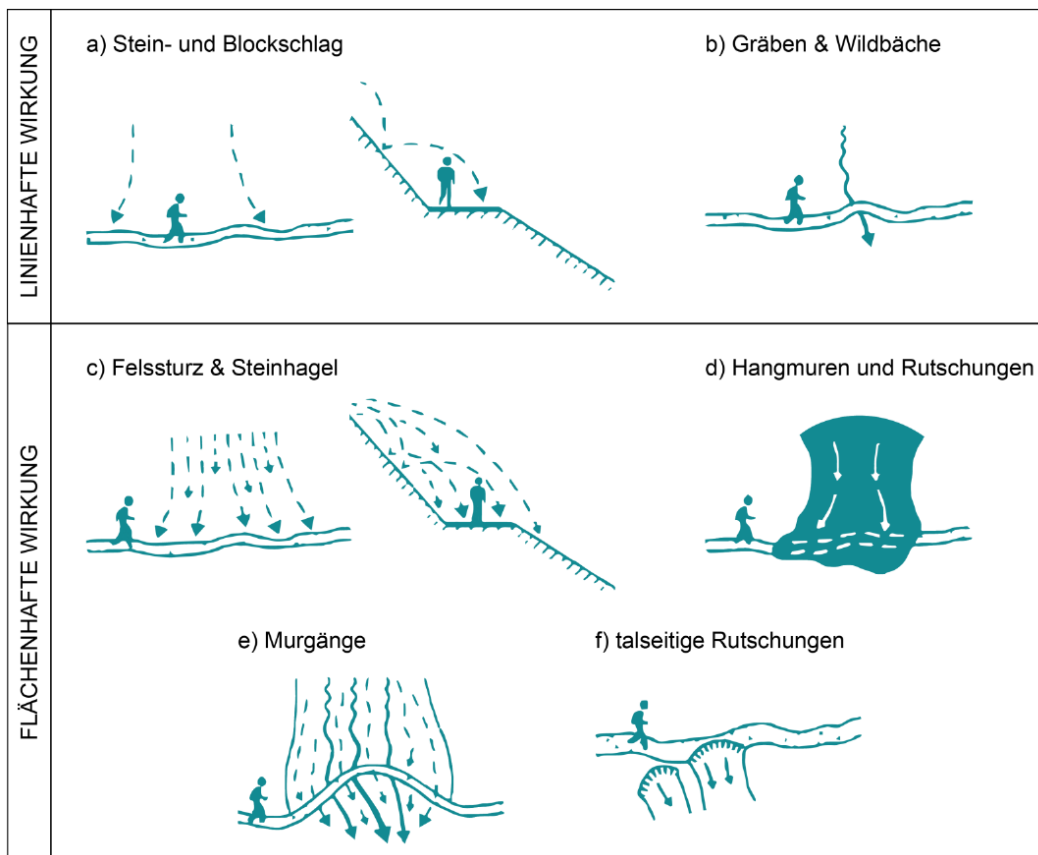 LINIENHAFTE WIRKUNG
a) Stein- und Blockschlag
b) Gräben & Wildbäche
FLÄCHENHAFTE WIRKUNG
c) Felssturz & Steinhagel
d) Hangmuren und Rutschungen
e) Murgänge
f) talseitige Rutschungen